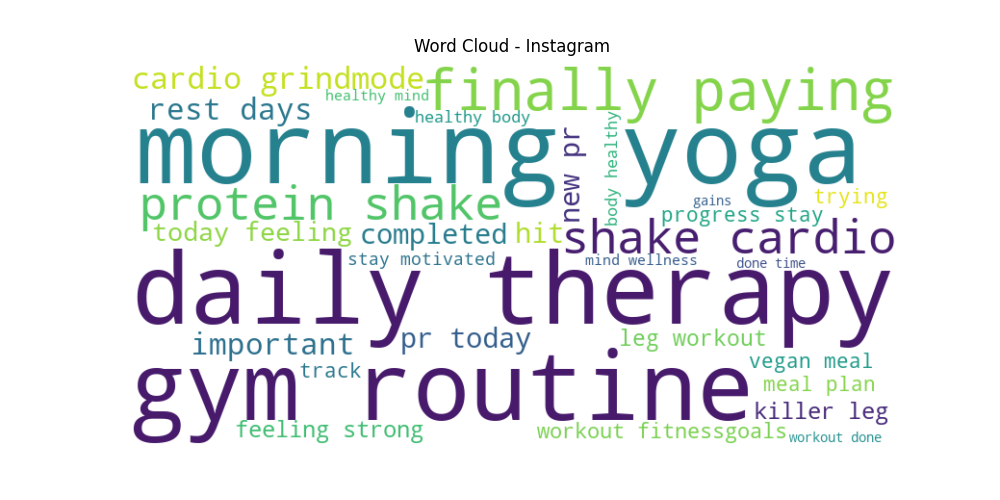 Word Cloud - Instagram
cardio grindmode
finally paying
healthy mind
rest days
healthy body
morning yoga
new pr
body healthy
protein shake
gains
trying
progress stay
today feeling
completed
hit
shake cardio
stay motivated
mind wellness
done time
daily therapy
important
pr today
leg workout
vegan meal
track
gym routine
meal plan
killer leg
feeling strong
workout fitnessgoals
workout done